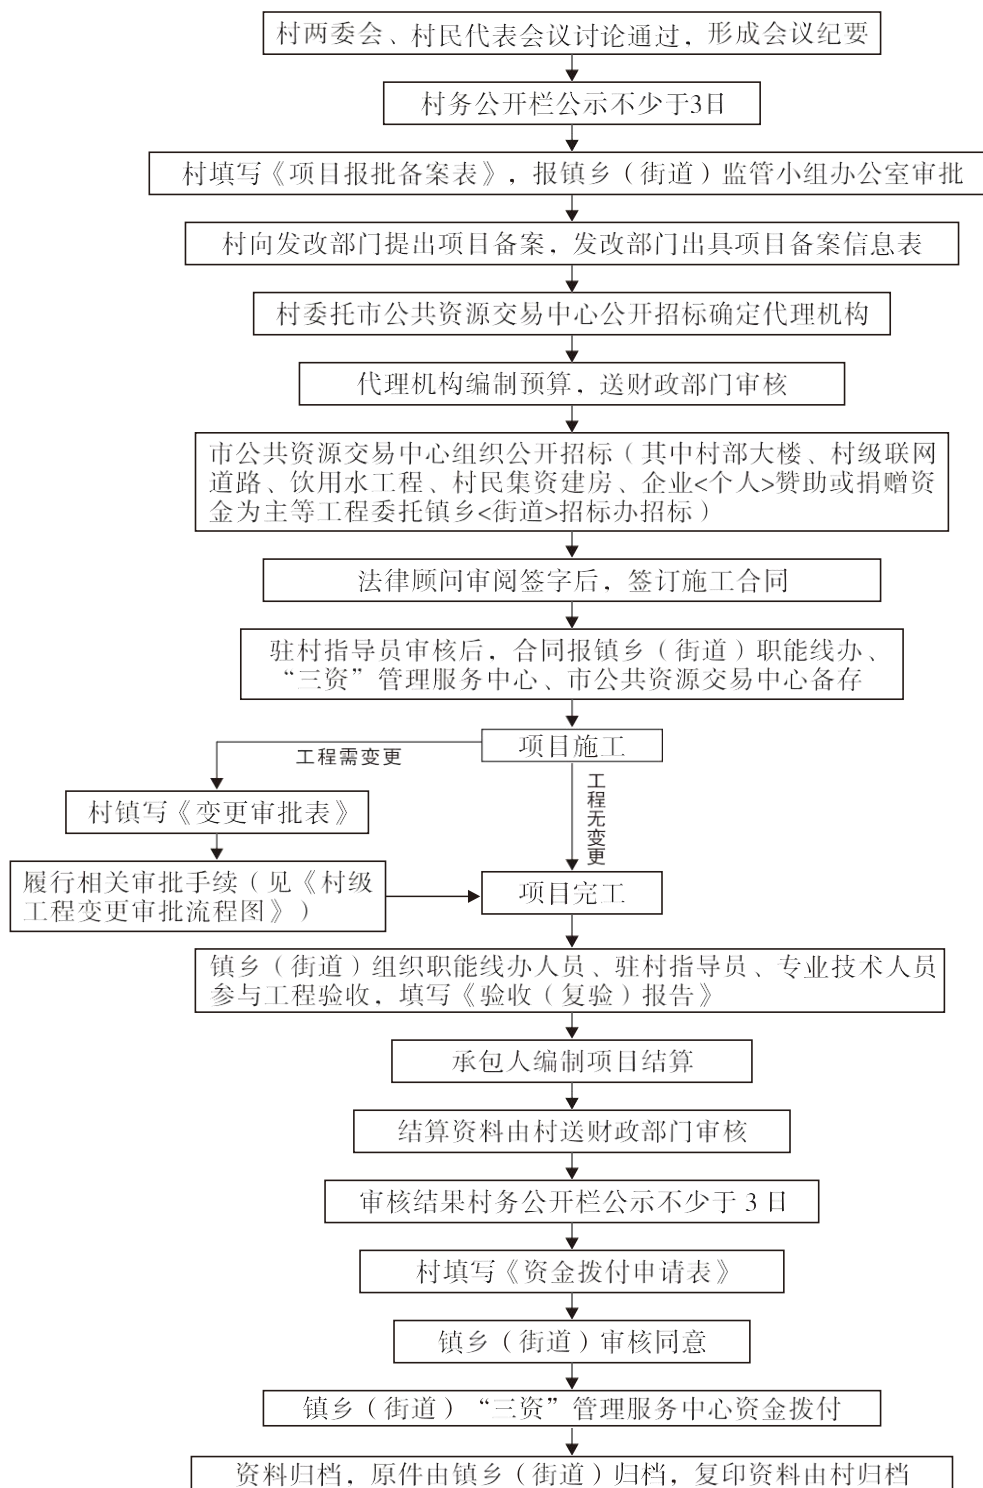 村两委会、村民代表会议讨论通过，形成会议纪要
村务公开栏公示不少于3日
村填写《项目报批备案表》，报镇乡（街道）监管小组办公室审批
村向发改部门提出项目备案，发改部门出具项目备案信息表
村委托市公共资源交易中心公开招标确定代理机构
代理机构编制预算，送财政部门审核
市公共资源交易中心组织公开招标（其中村部大楼、村级联网
道路、饮用水工程、村民集资建房、企业<个人>赞助或捐赠资
金为主等工程委托镇乡<街道>招标办招标）
法律顾问审阅签字后，签订施工合同
驻村指导员审核后，合同报镇乡（街道）职能线办、
“三资”管理服务中心、市公共资源交易中心备存
项目施工
工程需变更
工程无变更
村镇写《变更审批表》
履行相关审批手续（见《村级
工程变更审批流程图》）
项目完工
镇乡（街道）组织职能线办人员、驻村指导员、专业技术人员
参与工程验收，填写《验收（复验）报告》
承包人编制项目结算
结算资料由村送财政部门审核
审核结果村务公开栏公示不少于 3 日
村填写《资金拨付申请表》
镇乡（街道）审核同意
镇乡（街道）“三资”管理服务中心资金拨付
资料归档，原件由镇乡（街道）归档，复印资料由村归档